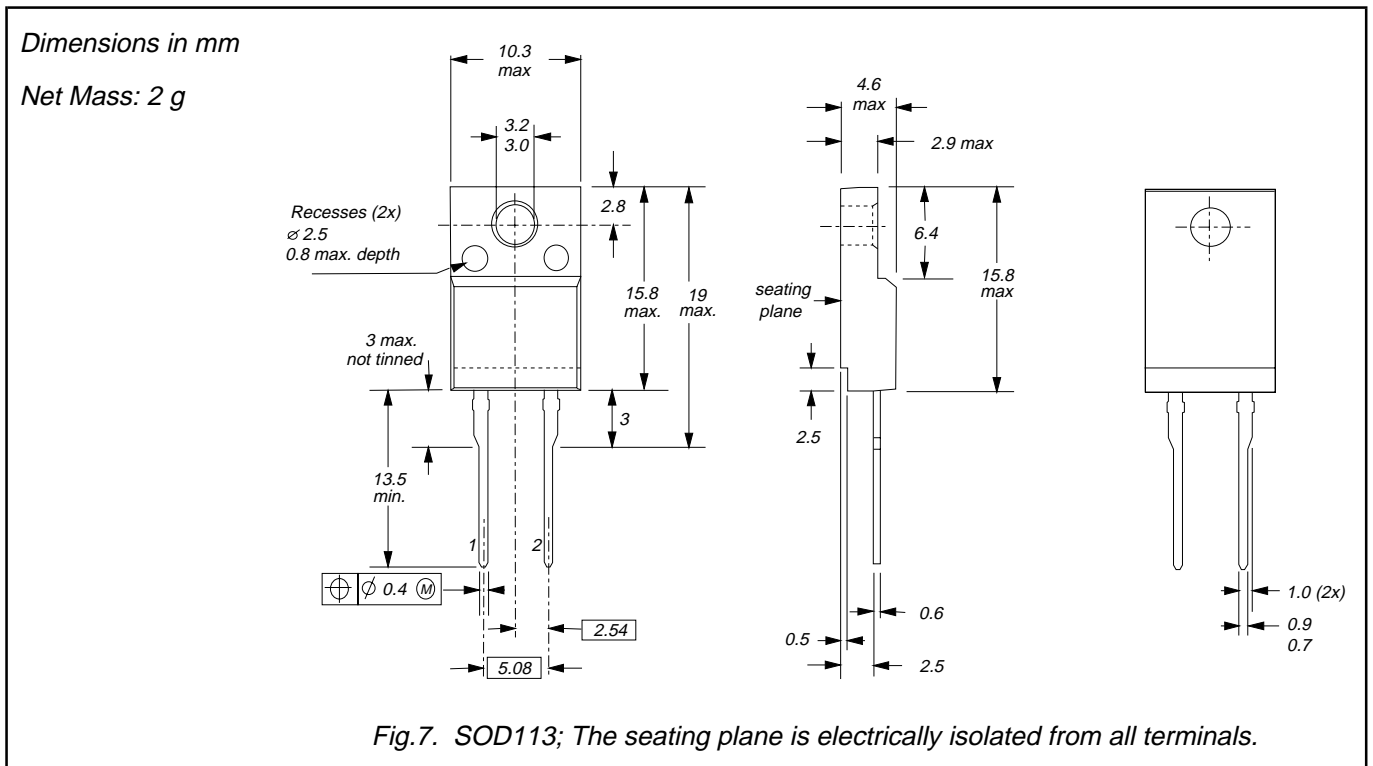 Dimensions in mm
Net Mass: 2 g
10.3
max
3.2
3.0
2.8
Recesses (2x)
⌀ 2.5
0.8 max. depth
15.8
max.
19
max.
3 max.
not tinned
3
13.5
min.
1
2
⌀ 0.4 Ⓜ
2.54
5.08
4.6
max
2.9 max
6.4
seating
plane
15.8
max
2.5
0.6
0.5
2.5
1.0 (2x)
0.9
0.7
Fig.7. SOD113; The seating plane is electrically isolated from all terminals.